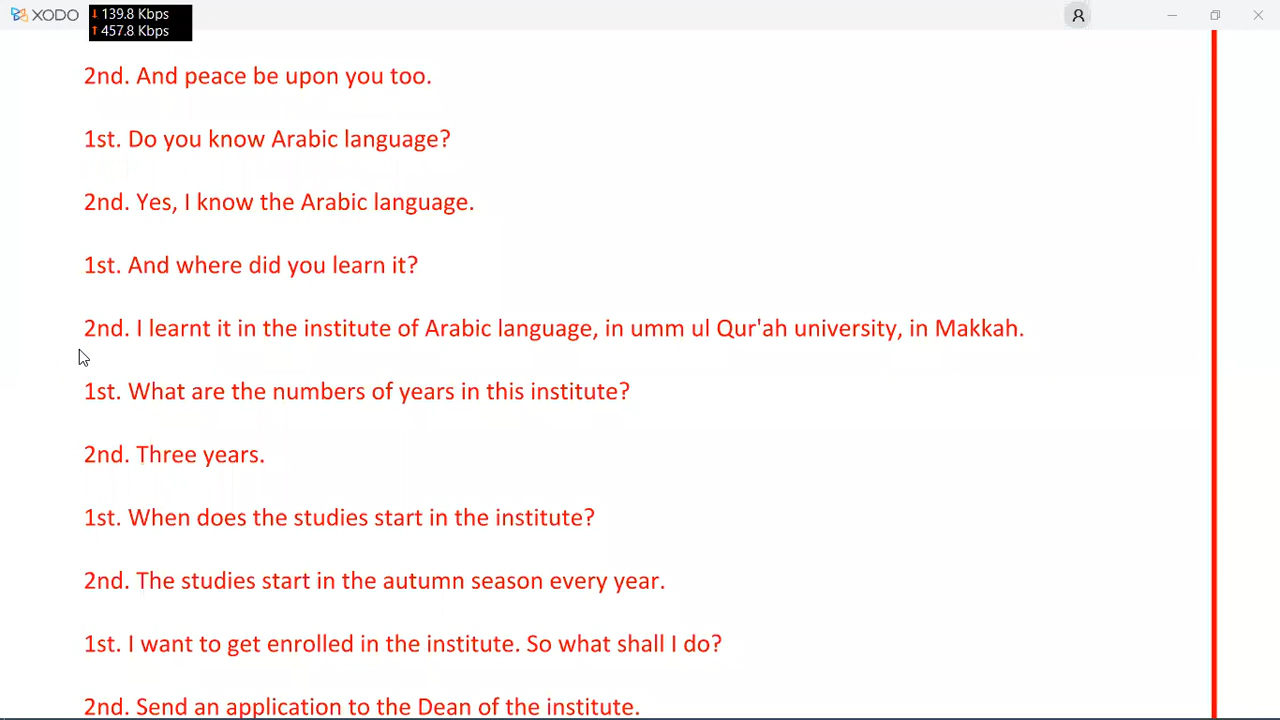 XODO
↓ 139.8 Kbps
↑ 457.8 Kbps
2nd. And peace be upon you too.
1st. Do you know Arabic language?
2nd. Yes, I know the Arabic language.
1st. And where did you learn it?
2nd. I learnt it in the institute of Arabic language, in umm ul Qur'ah university, in Makkah.
1st. What are the numbers of years in this institute?
2nd. Three years.
1st. When does the studies start in the institute?
2nd. The studies start in the autumn season every year.
1st. I want to get enrolled in the institute. So what shall I do?
2nd. Send an application to the Dean of the institute.